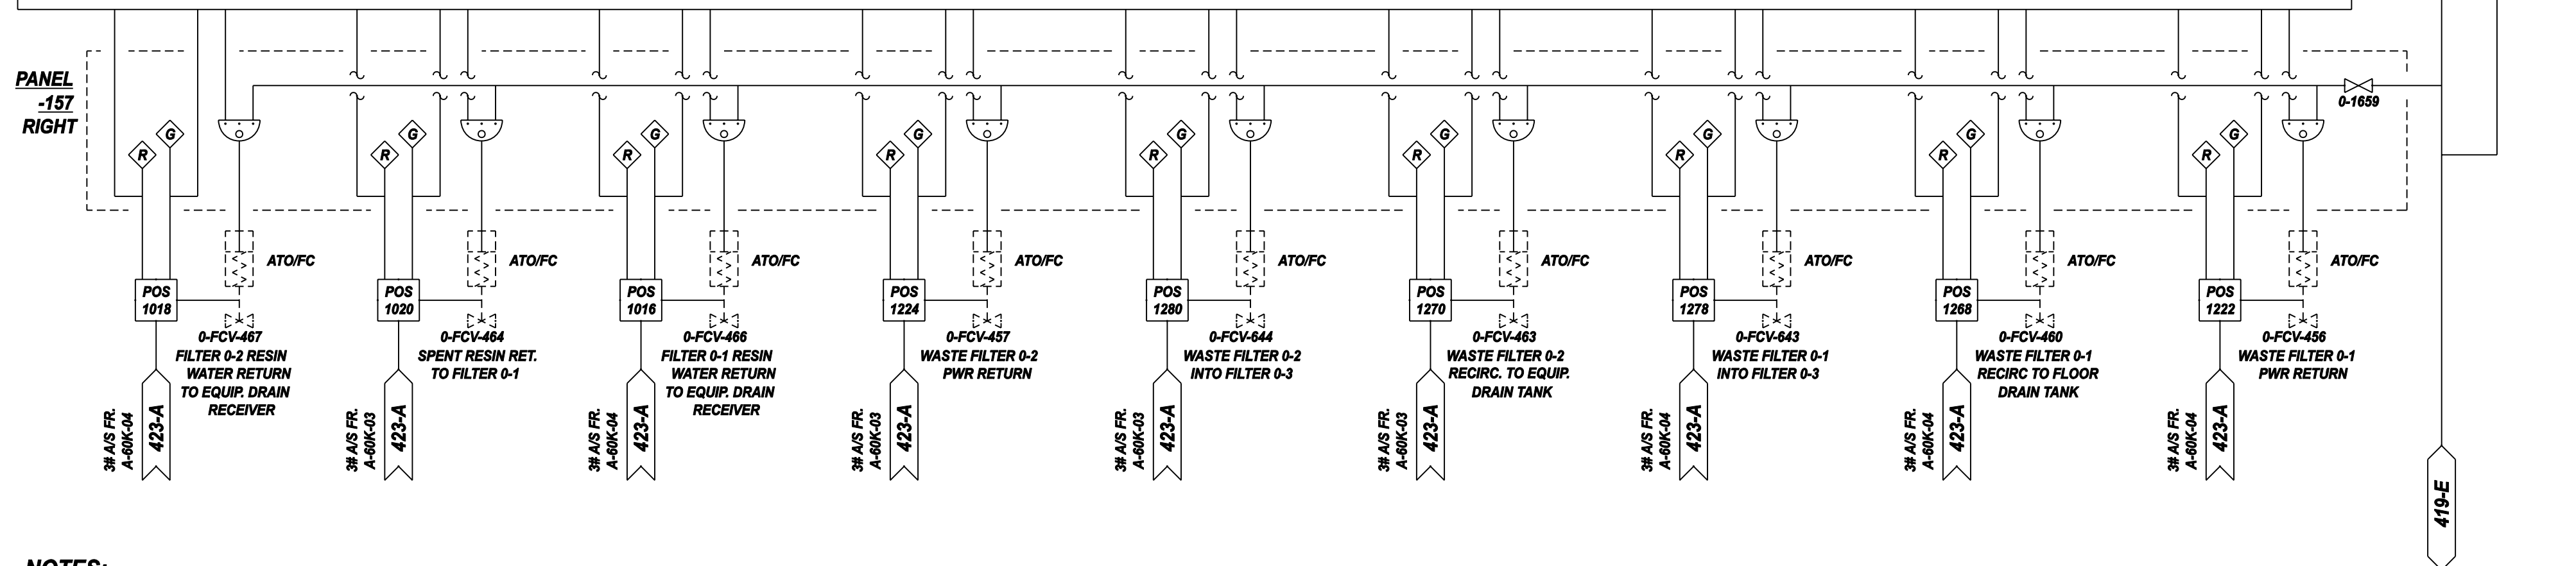 PANEL
-157
RIGHT
0-1659
R
G
R
G
R
G
R
G
R
G
R
G
R
G
R
G
R
G
ATO/FC
ATO/FC
ATO/FC
ATO/FC
ATO/FC
ATO/FC
ATO/FC
ATO/FC
ATO/FC
POS
1018
0-FCV-467
FILTER 0-2 RESIN
WATER RETURN
TO EQUIP. DRAIN
RECEIVER
3# A/S FR.
A-60K-04
423-A
POS
1020
0-FCV-464
SPENT RESIN RET.
TO FILTER 0-1
3# A/S FR.
A-60K-03
423-A
POS
1016
0-FCV-466
FILTER 0-1 RESIN
WATER RETURN
TO EQUIP. DRAIN
RECEIVER
3# A/S FR.
A-60K-04
423-A
POS
1224
0-FCV-457
WASTE FILTER 0-2
PWR RETURN
3# A/S FR.
A-60K-03
423-A
POS
1280
0-FCV-644
WASTE FILTER 0-2
INTO FILTER 0-3
3# A/S FR.
A-60K-04
423-A
POS
1270
0-FCV-463
WASTE FILTER 0-2
RECIRC. TO EQUIP.
DRAIN TANK
3# A/S FR.
A-60K-03
423-A
POS
1278
0-FCV-643
WASTE FILTER 0-1
INTO FILTER 0-3
3# A/S FR.
A-60K-04
423-A
POS
1268
0-FCV-460
WASTE FILTER 0-1
RECIRC TO FLOOR
DRAIN TANK
3# A/S FR.
A-60K-04
423-A
POS
1222
0-FCV-456
WASTE FILTER 0-1
PWR RETURN
3# A/S FR.
A-60K-04
423-A
419-E
NOTES: